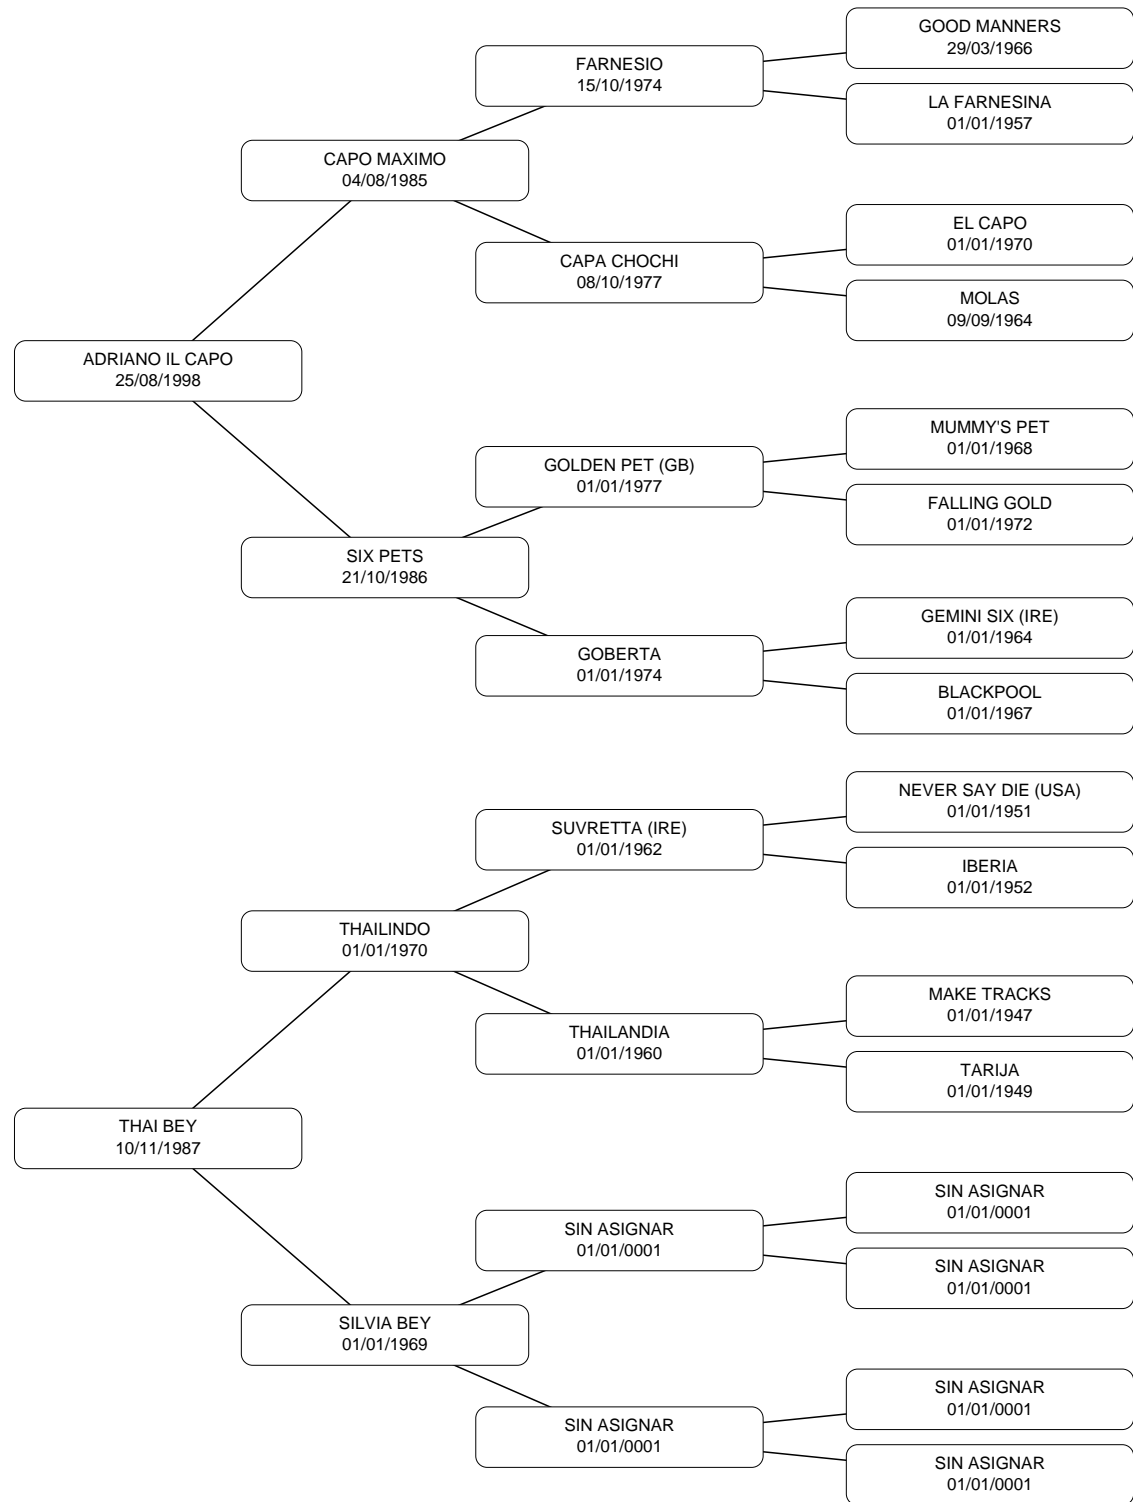 GOOD MANNERS
29/03/1966
FARNESIO
15/10/1974
LA FARNESINA
01/01/1957
CAPO MAXIMO
04/08/1985
EL CAPO
01/01/1970
CAPA CHOCHI
08/10/1977
MOLAS
09/09/1964
ADRIANO IL CAPO
25/08/1998
MUMMY'S PET
01/01/1968
GOLDEN PET (GB)
01/01/1977
FALLING GOLD
01/01/1972
SIX PETS
21/10/1986
GEMINI SIX (IRE)
01/01/1964
GOBERTA
01/01/1974
BLACKPOOL
01/01/1967
NEVER SAY DIE (USA)
01/01/1951
SUVRETTA (IRE)
01/01/1962
IBERIA
01/01/1952
THAILINDO
01/01/1970
MAKE TRACKS
01/01/1947
THAILANDIA
01/01/1960
TARIJA
01/01/1949
THAI BEY
10/11/1987
SIN ASIGNAR
01/01/0001
SIN ASIGNAR
01/01/0001
SIN ASIGNAR
01/01/0001
SILVIA BEY
01/01/1969
SIN ASIGNAR
01/01/0001
SIN ASIGNAR
01/01/0001
SIN ASIGNAR
01/01/0001